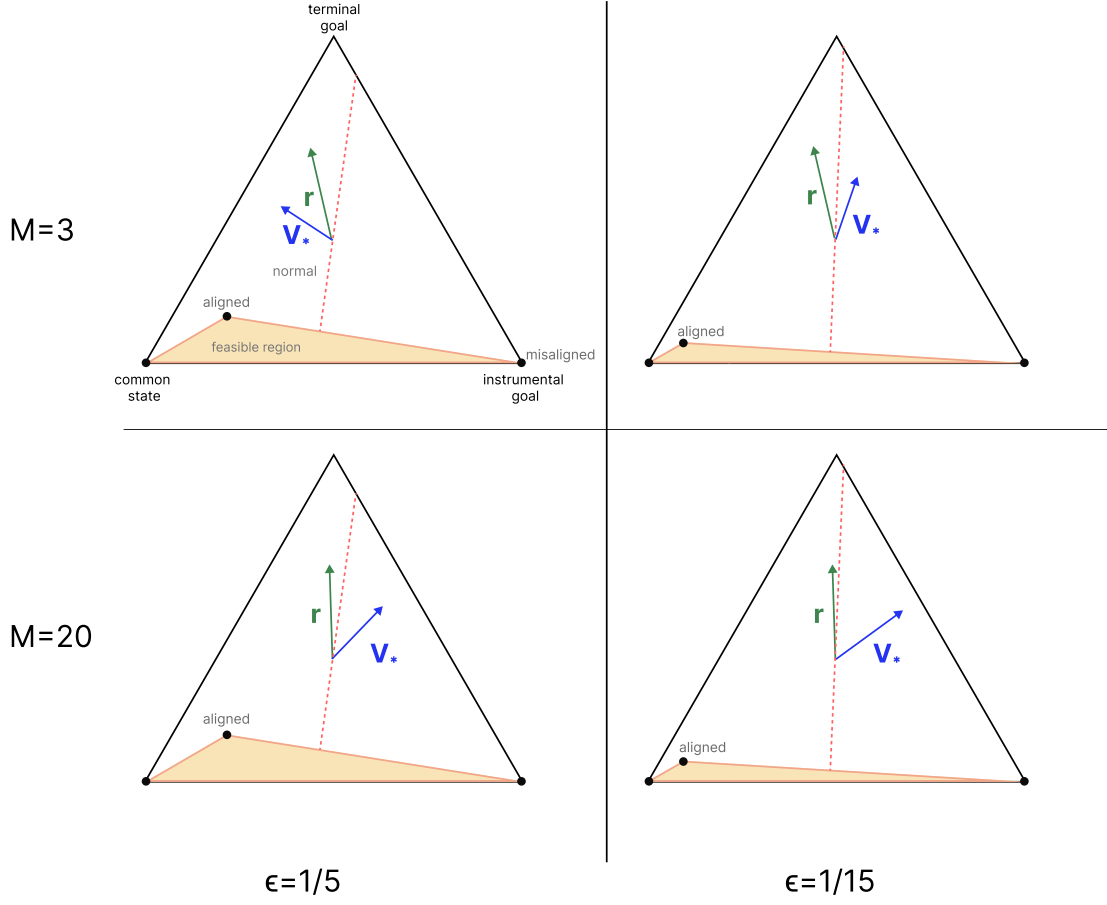 terminal
goal
r
V*
normal
aligned
feasible region
misaligned
common
state
instrumental
goal
M=3
r
V*
aligned
r
V*
aligned
M=20
r
V*
aligned
ϵ=1/5
ϵ=1/15